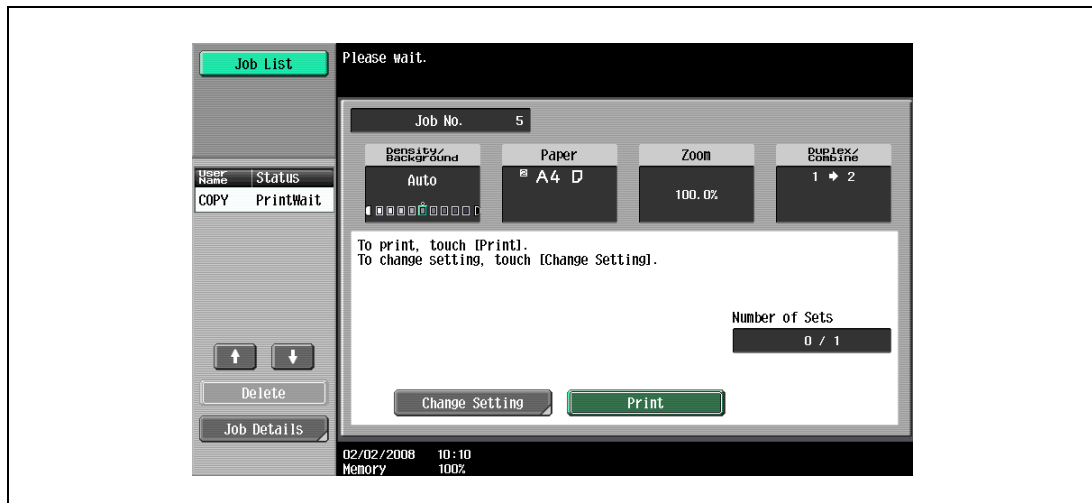 Job List
Please wait.
Job No. 5
Density/
Background
Paper
Zoom
Duplex/
Combine
Auto
2 A4
100.0%
1 → 2
User
Name
Status
COPY PrintWait
To print, touch [Print].
To change setting, touch [Change Setting].
Number of Sets
0 / 1
Delete
Change Setting
Print
Job Details
02/02/2008 10:10
Memory 100%